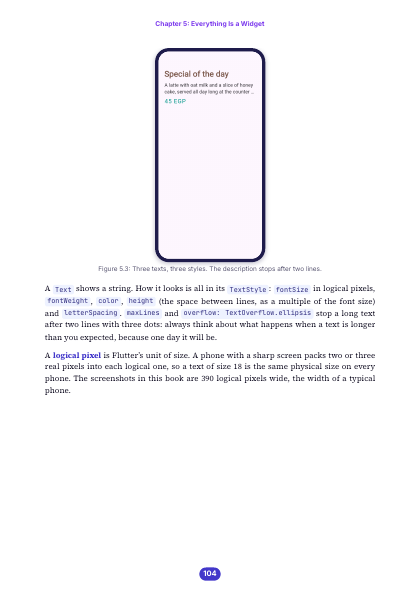 Chapter 5: Everything Is a Widget
Special of the day
A latte with oat milk and a slice of honey
cake, served all day long at the counter ...
45 EGP
Figure 5.3: Three texts, three styles. The description stops after two lines.
A Text shows a string. How it looks is all in its TextStyle: fontSize in logical pixels,
fontWeight, color, height (the space between lines, as a multiple of the font size)
and letterSpacing. maxLines and overflow: TextOverflow.ellipsis stop a long text
after two lines with three dots: always think about what happens when a text is longer
than you expected, because one day it will be.
A logical pixel is Flutter's unit of size. A phone with a sharp screen packs two or three
real pixels into each logical one, so a text of size 18 is the same physical size on every
phone. The screenshots in this book are 390 logical pixels wide, the width of a typical
phone.
104